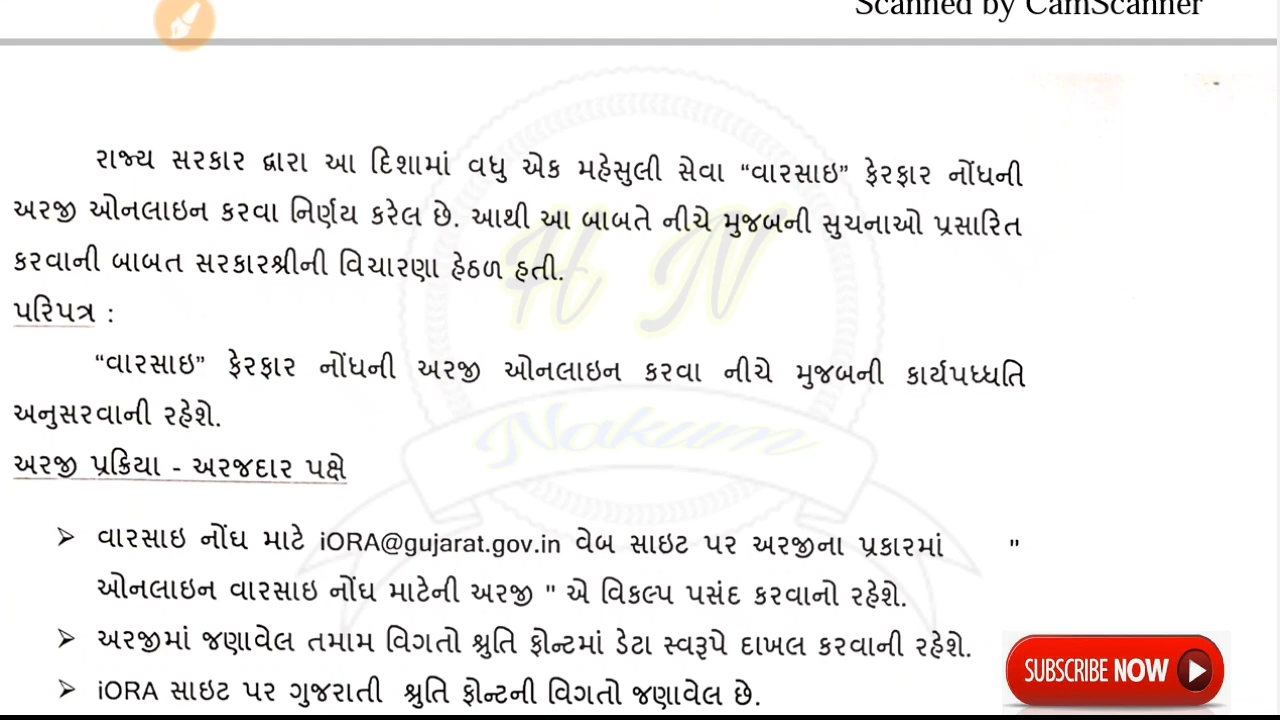 Scanned by CamScanner
રાજ્ય સરકાર દ્વારા આ દિશામાં વધુ એક મહેસુલી સેવા “વારસાઇ” ફેરફાર નોંધની
અરજી ઓનલાઇન કરવા નિર્ણય કરેલ છે. આથી આ બાબતે નીચે મુજબની સુચનાઓ પ્રસારિત
કરવાની બાબત સરકારશ્રીની વિચારણા હેઠળ હતી.
પરિપત્ર :
“વારસાઇ” ફેરફાર નોંધની અરજી ઓનલાઇન કરવા નીચે મુજબની કાર્યપધ્ધતિ
અનુસરવાની રહેશે.
અરજી પ્રક્રિયા - અરજદાર પક્ષે
➢ વારસાઇ નોંઘ માટે iORA@gujarat.gov.in વેબ સાઇટ પર અરજીના પ્રકારમાં "
ઓનલાઇન વારસાઇ નોંઘ માટેની અરજી " એ વિકલ્પ પસંદ કરવાનો રહેશે.
➢ અરજીમાં જણાવેલ તમામ વિગતો શ્રુતિ ફોન્ટમાં ડેટા સ્વરૂપે દાખલ કરવાની રહેશે.
➢ iORA સાઇટ પર ગુજરાતી શ્રુતિ ફોન્ટની વિગતો જણાવેલ છે.
H N
Nakum
SUBSCRIBE NOW